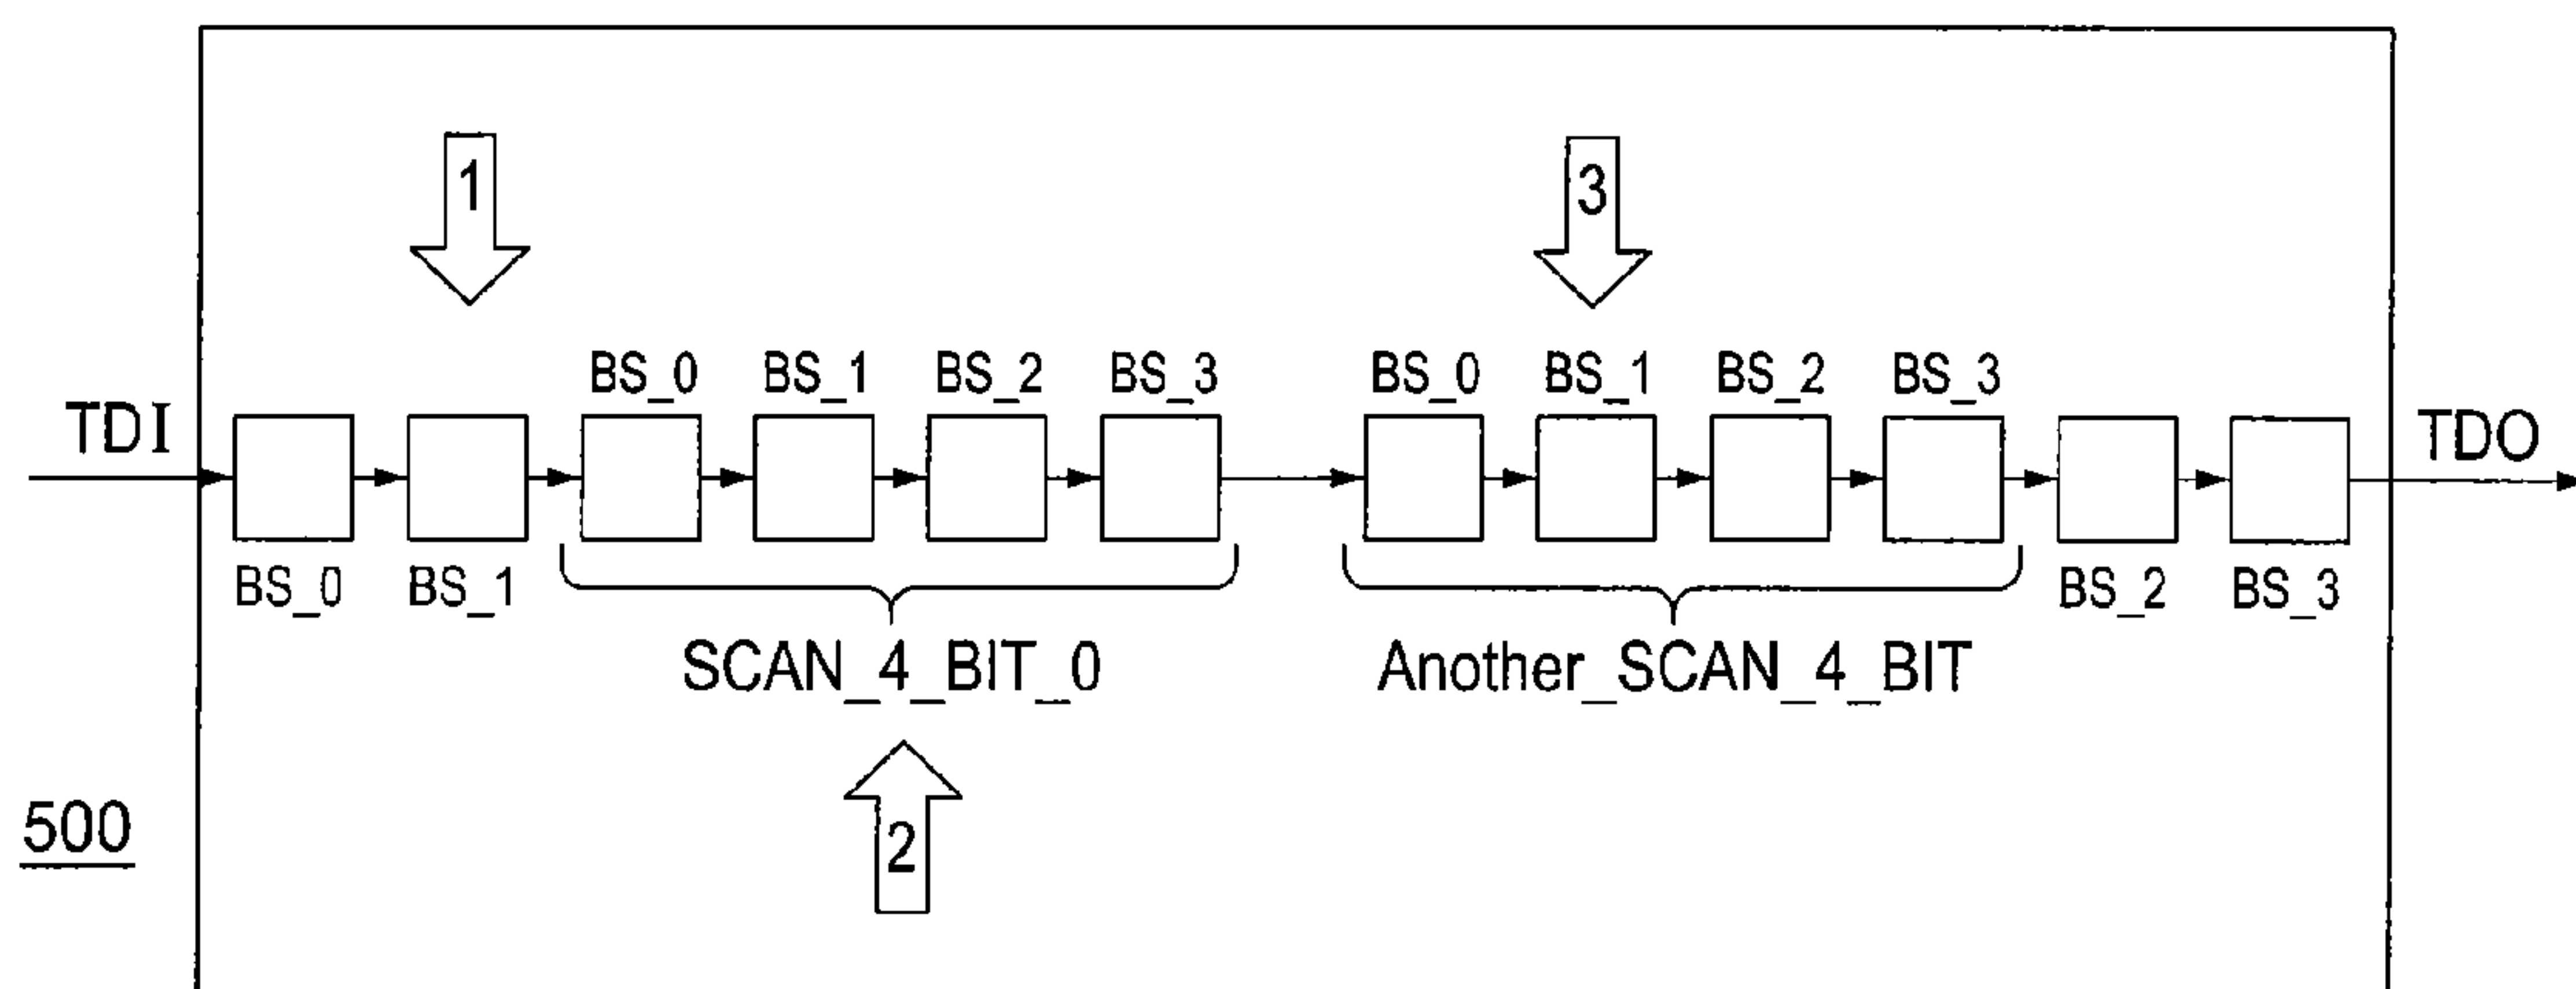 1
3
BS_0 BS_1 BS_2 BS_3 BS_0 BS_1 BS_2 BS_3
TDI TDO
BS_0 BS_1 BS_2 BS_3
SCAN_4_BIT_0 Another_SCAN_4_BIT
2
500